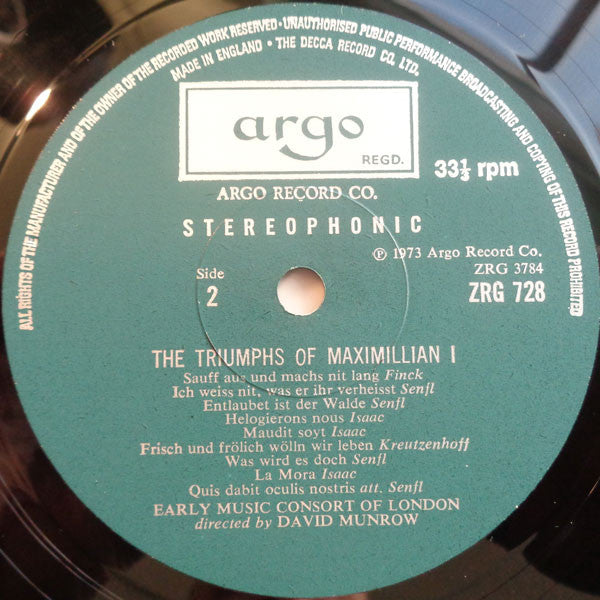 ALL RIGHTS OF THE MANUFACTURER AND OF THE OWNER OF THE RECORDED WORK RESERVED · UNAUTHORISED PUBLIC PERFORMANCE BROADCASTING AND COPYING OF THIS RECORD PROHIBITED
MADE IN ENGLAND · THE DECCA RECORD CO. LTD.
argo
REGD.
33⅓ rpm
ARGO RECORD CO.
STEREOPHONIC
℗ 1973 Argo Record Co.
Side
ZRG 3784
2
ZRG 728
THE TRIUMPHS OF MAXIMILLIAN I
Sauff aus und machs nit lang Finck
Ich weiss nit, was er ihr verheisst Senfl
Entlaubet ist der Walde Senfl
Helogierons nous Isaac
Maudit soyt Isaac
Frisch und frölich wölln wir leben Kreutzenhoff
Was wird es doch Senfl
La Mora Isaac
Quis dabit oculis nostris att. Senfl
EARLY MUSIC CONSORT OF LONDON
directed by DAVID MUNROW